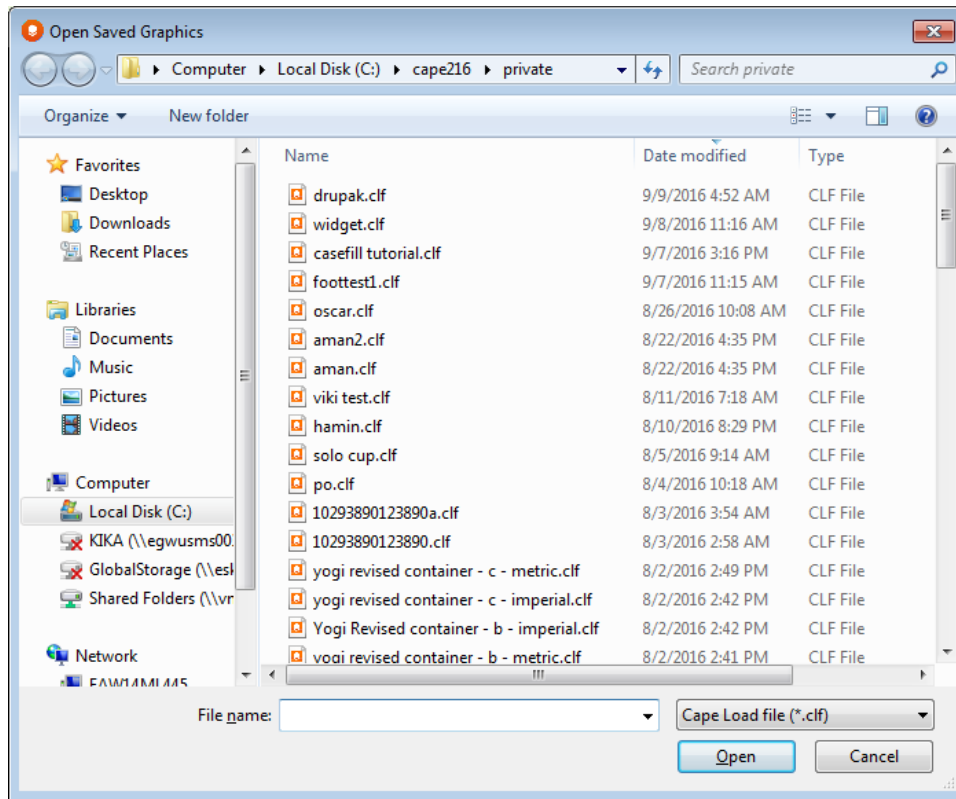 Open Saved Graphics
Computer Local Disk (C:) cape216 private Search private
Organize New folder
Favorites
Desktop
Downloads
Recent Places
Libraries
Documents
Music
Pictures
Videos
Computer
Local Disk (C:)
KIKA (\\egwusms00
GlobalStorage (\\esk
Shared Folders (\\vr
Network
Name Date modified Type
drupak.clf 9/9/2016 4:52 AM CLF File
widget.clf 9/8/2016 11:16 AM CLF File
casefill tutorial.clf 9/7/2016 3:16 PM CLF File
foottest1.clf 9/7/2016 11:15 AM CLF File
oscar.clf 8/26/2016 10:08 AM CLF File
aman2.clf 8/22/2016 4:35 PM CLF File
aman.clf 8/22/2016 4:35 PM CLF File
viki test.clf 8/11/2016 7:18 AM CLF File
hamin.clf 8/10/2016 8:29 PM CLF File
solo cup.clf 8/5/2016 9:14 AM CLF File
po.clf 8/4/2016 10:18 AM CLF File
10293890123890a.clf 8/3/2016 3:54 AM CLF File
10293890123890.clf 8/3/2016 2:58 AM CLF File
yogi revised container - c - metric.clf 8/2/2016 2:49 PM CLF File
yogi revised container - c - imperial.clf 8/2/2016 2:42 PM CLF File
Yogi Revised container - b - imperial.clf 8/2/2016 2:42 PM CLF File
yogi revised container - b - metric.clf 8/2/2016 2:41 PM CLF File
File name: Cape Load file (*.clf)
Open Cancel